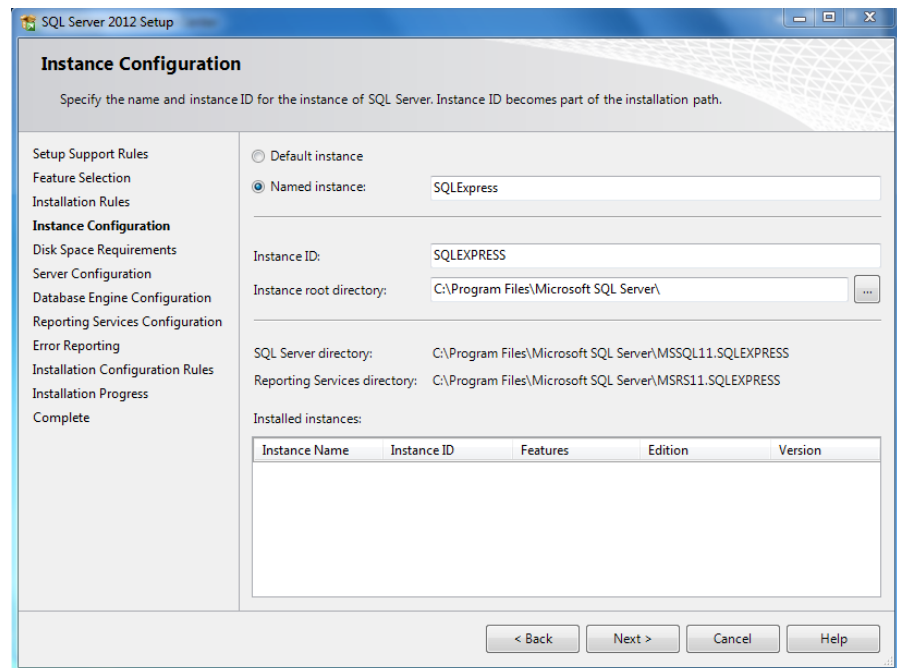 SQL Server 2012 Setup
Instance Configuration
Specify the name and instance ID for the instance of SQL Server. Instance ID becomes part of the installation path.
Setup Support Rules
Feature Selection
Installation Rules
Instance Configuration
Disk Space Requirements
Server Configuration
Database Engine Configuration
Reporting Services Configuration
Error Reporting
Installation Configuration Rules
Installation Progress
Complete
Default instance
Named instance: SQLExpress
Instance ID: SQLEXPRESS
Instance root directory: C:\Program Files\Microsoft SQL Server\ ...
SQL Server directory: C:\Program Files\Microsoft SQL Server\MSSQL11.SQLEXPRESS
Reporting Services directory: C:\Program Files\Microsoft SQL Server\MSRS11.SQLEXPRESS
Installed instances:
Instance Name Instance ID Features Edition Version
< Back Next > Cancel Help